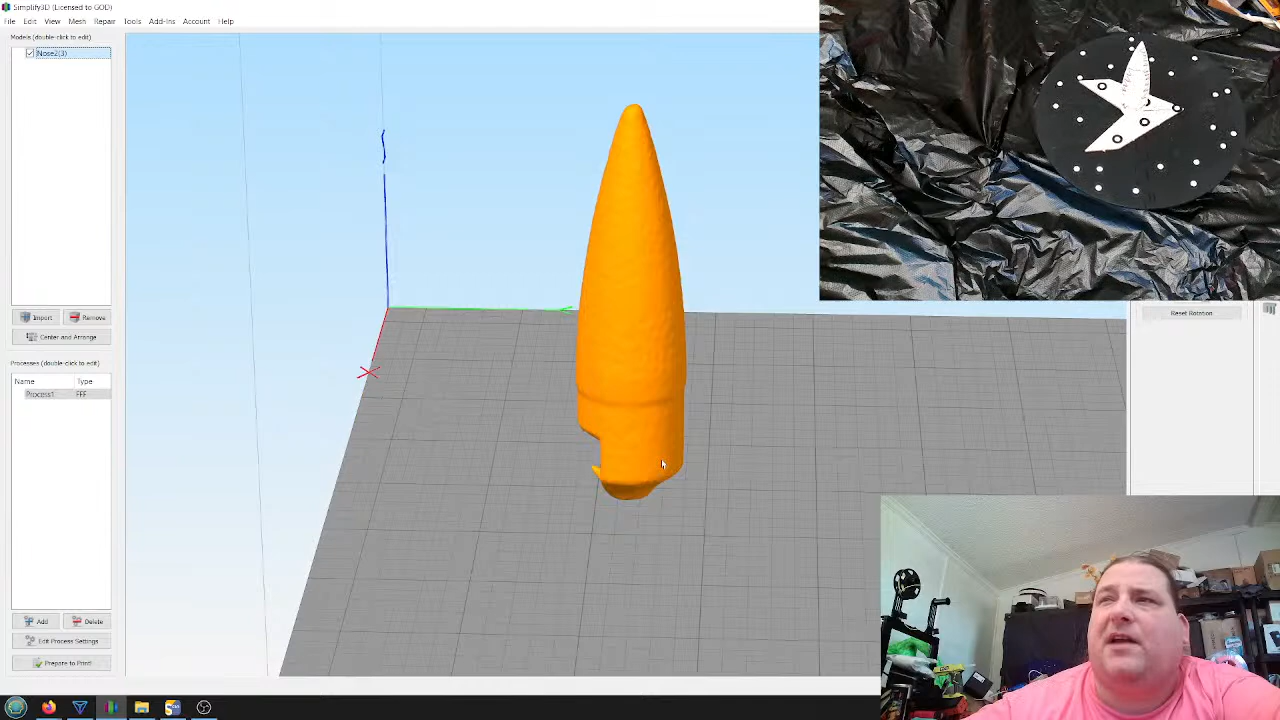 Simplify3D (Licensed to GOD)
File Edit View Mesh Repair Tools Add-Ins Account Help
Models (double-click to edit)
Nose2(3)
Import Remove
Center and Arrange
Reset Rotation
Processes (double-click to edit)
Name Type
Process1 FFF
Add Delete
Edit Process Settings
Prepare to Print!